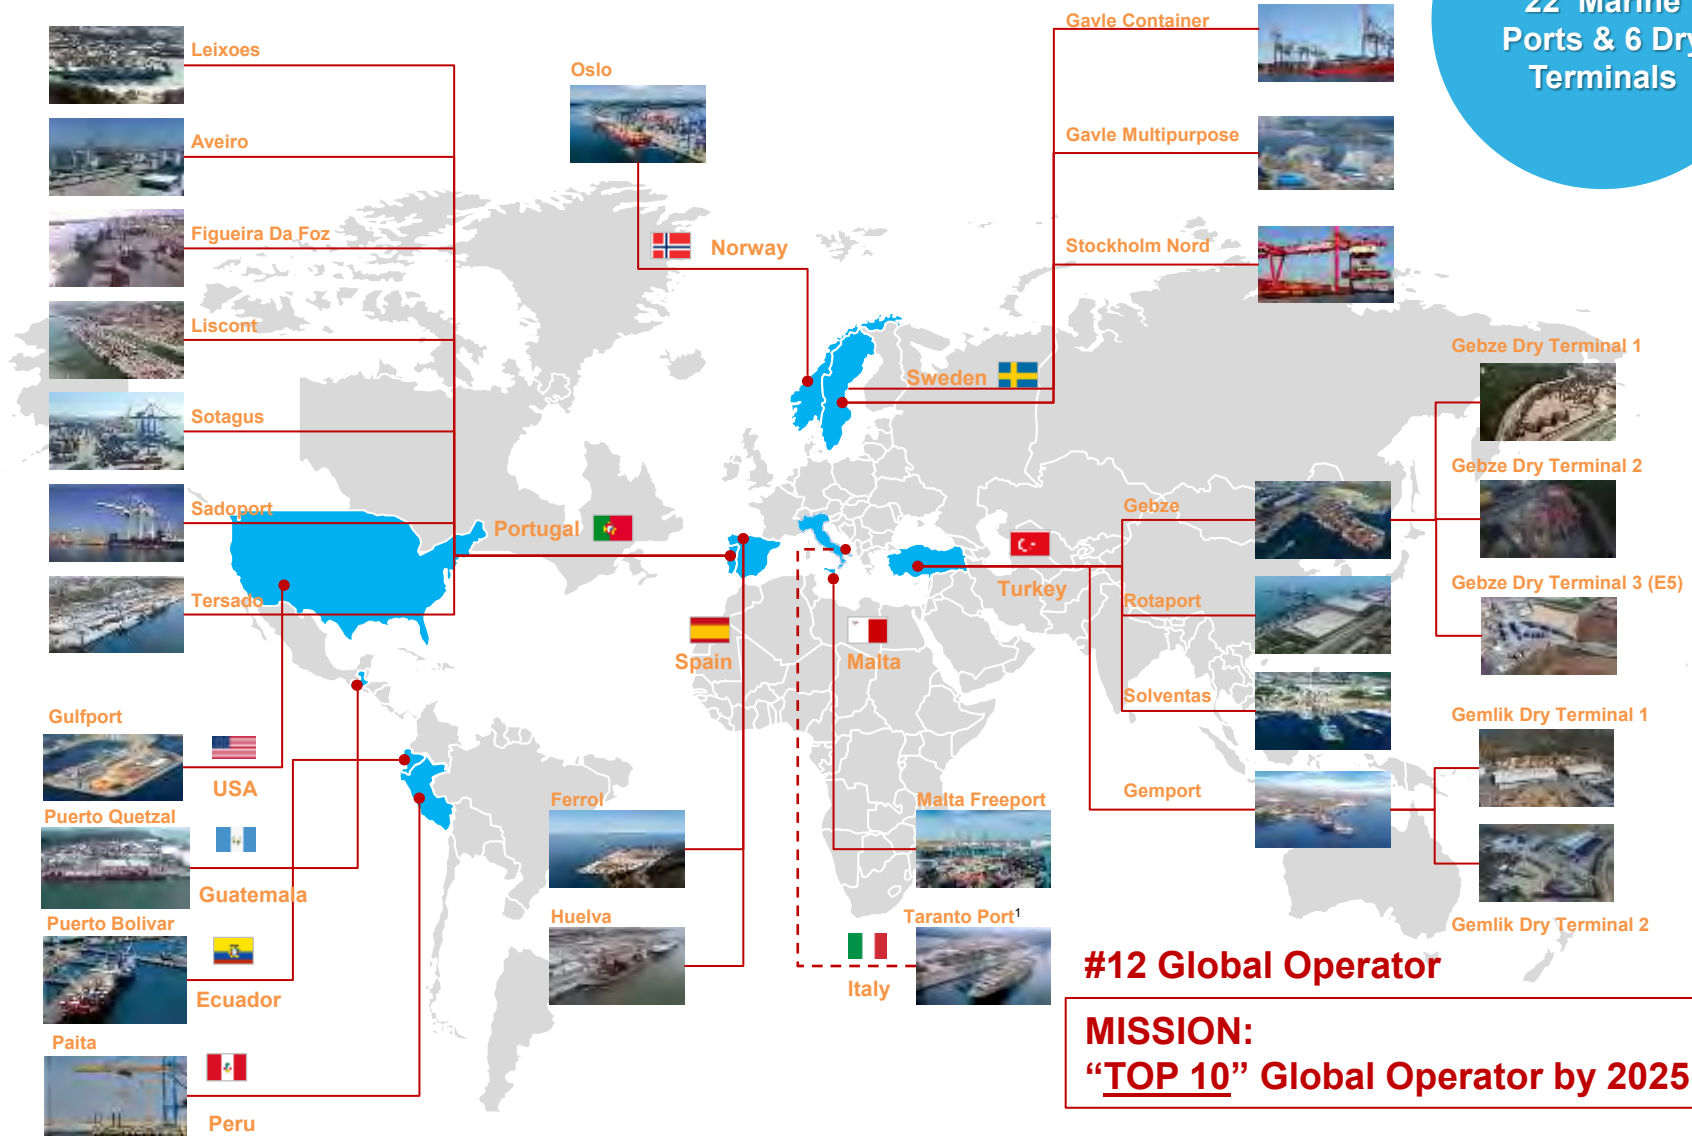 22 Marine
Ports & 6 Dry
Terminals
Leixoes
Aveiro
Figueira Da Foz
Liscont
Sotagus
Sadoport
Tersado
Oslo
Norway
Gavle Container
Gavle Multipurpose
Stockholm Nord
Sweden
Portugal
Spain
Malta
Turkey
Gebze
Rotaport
Solventas
Gemport
Gebze Dry Terminal 1
Gebze Dry Terminal 2
Gebze Dry Terminal 3 (E5)
Gemlik Dry Terminal 1
Gemlik Dry Terminal 2
Gulfport
USA
Puerto Quetzal
Guatemala
Puerto Bolivar
Ecuador
Paita
Peru
Ferrol
Huelva
Malta Freeport
Taranto Port¹
Italy
#12 Global Operator
MISSION:
“TOP 10” Global Operator by 2025